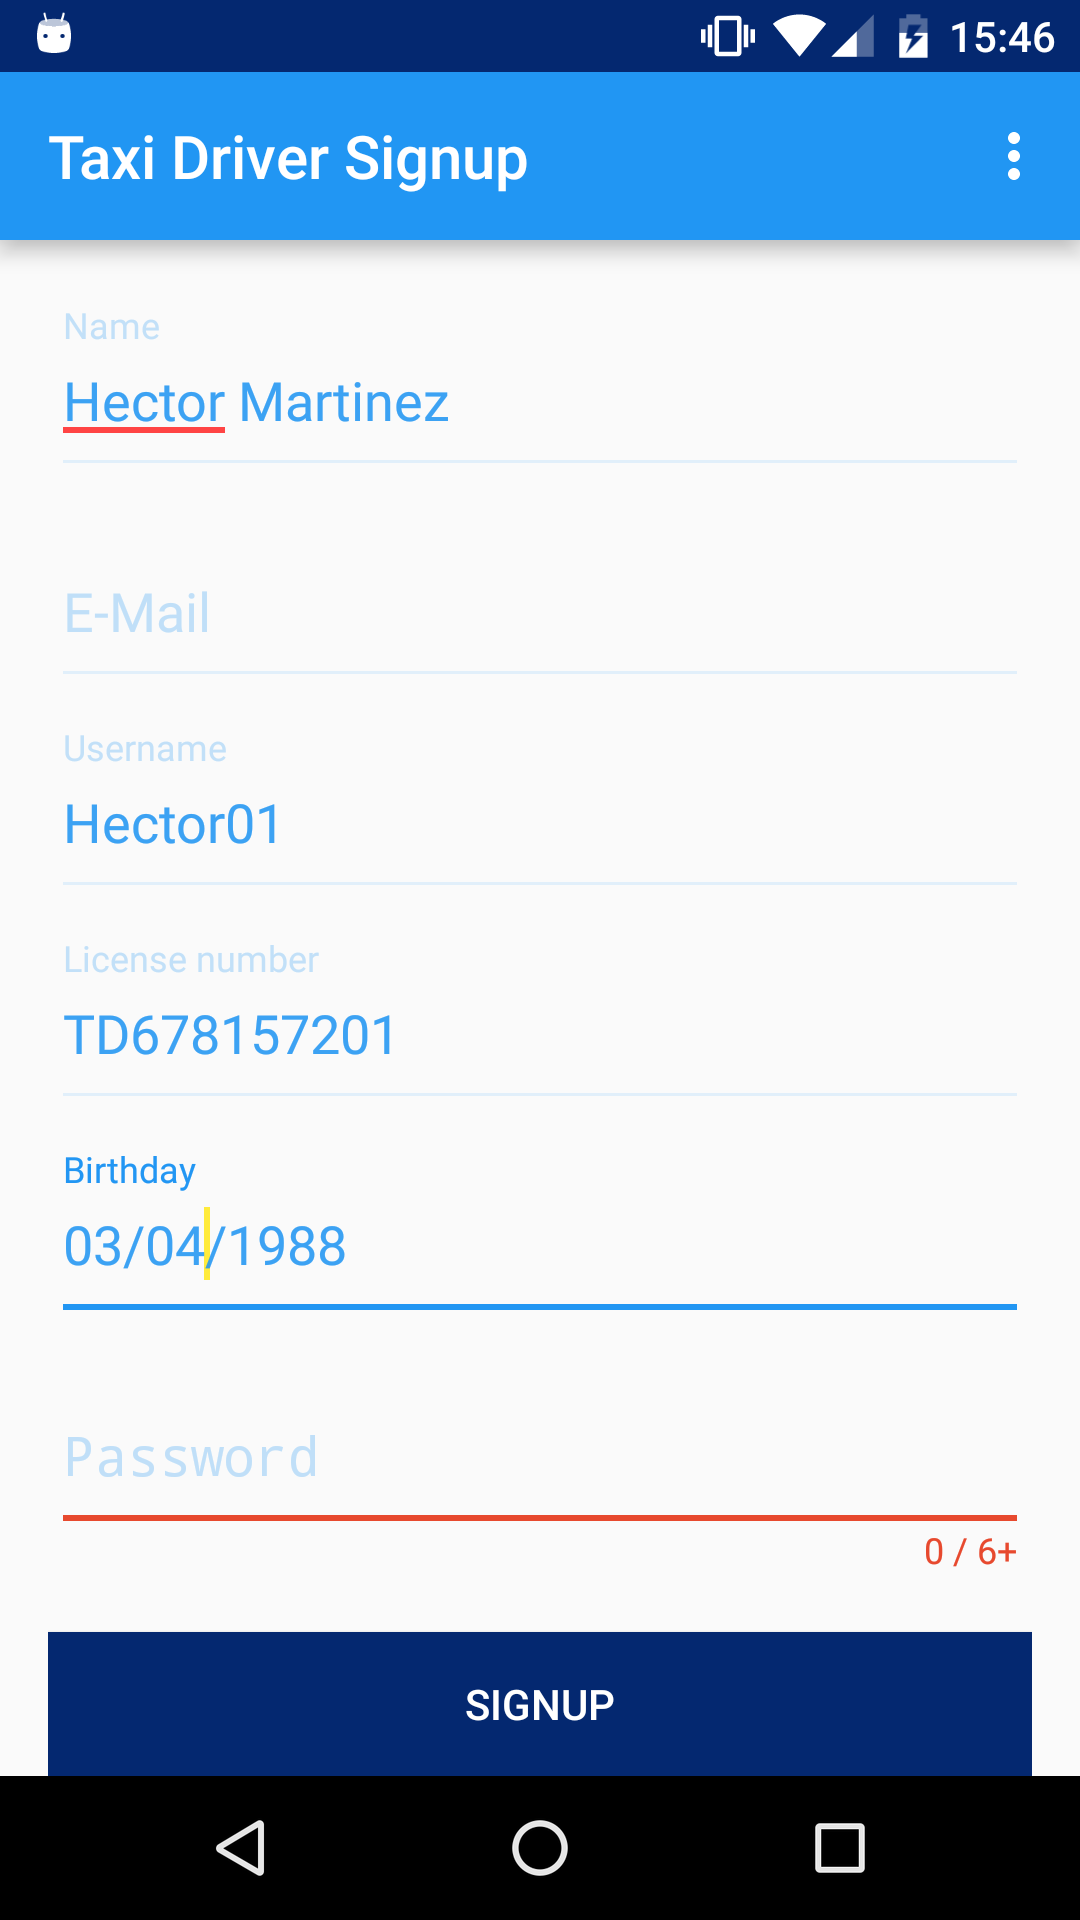 15:46
Taxi Driver Signup
Name
Hector Martinez
E-Mail
Username
Hector01
License number
TD678157201
Birthday
03/04/1988
Password
0 / 6+
SIGNUP